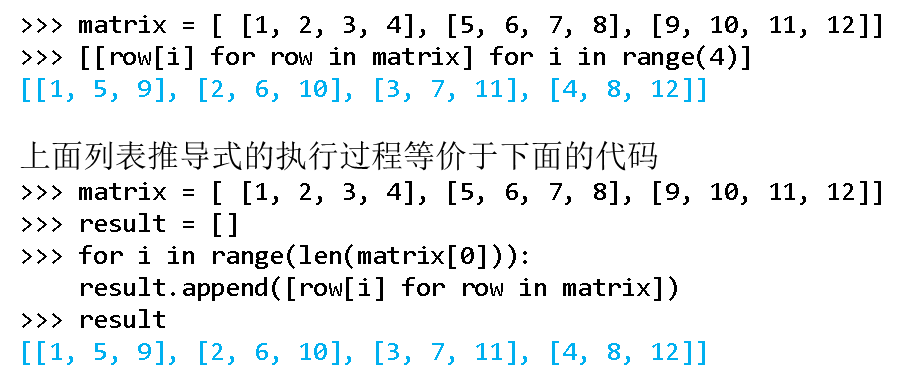 >>> matrix = [ [1, 2, 3, 4], [5, 6, 7, 8], [9, 10, 11, 12]]
>>> [[row[i] for row in matrix] for i in range(4)]
[[1, 5, 9], [2, 6, 10], [3, 7, 11], [4, 8, 12]]
上面列表推导式的执行过程等价于下面的代码
>>> matrix = [ [1, 2, 3, 4], [5, 6, 7, 8], [9, 10, 11, 12]]
>>> result = []
>>> for i in range(len(matrix[0])):
    result.append([row[i] for row in matrix])
>>> result
[[1, 5, 9], [2, 6, 10], [3, 7, 11], [4, 8, 12]]